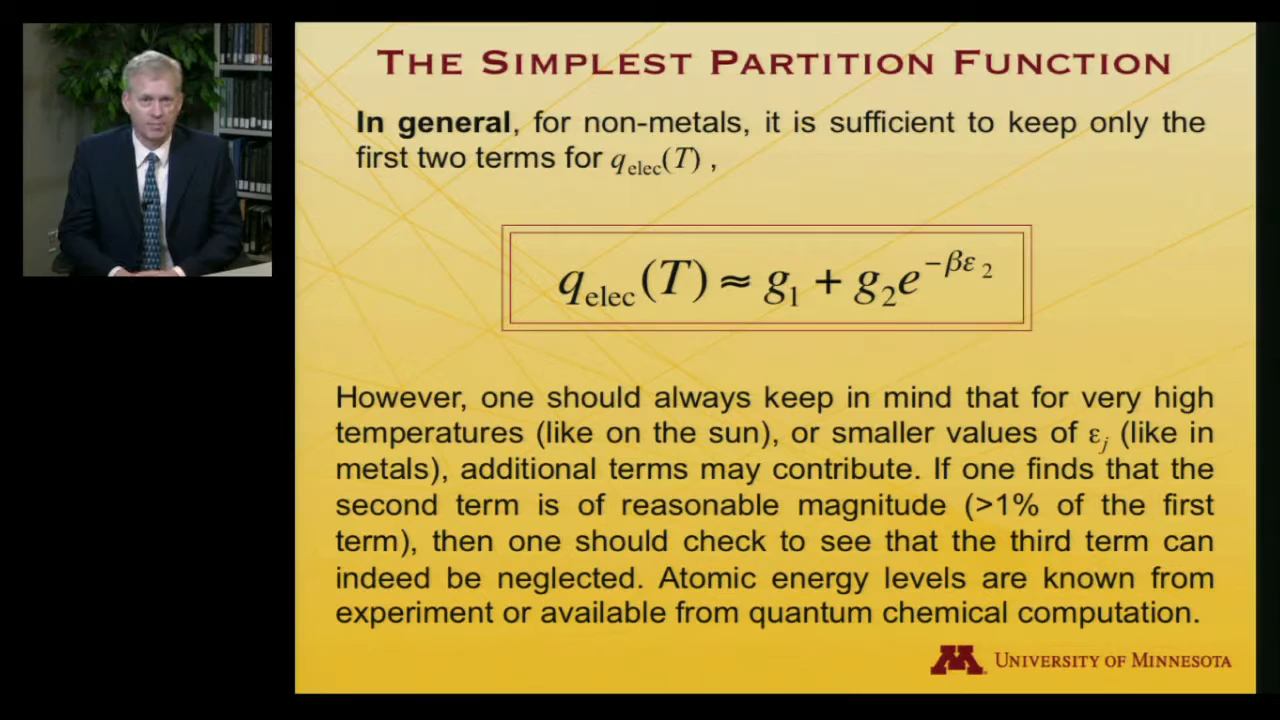 THE SIMPLEST PARTITION FUNCTION
In general, for non-metals, it is sufficient to keep only the
first two terms for q_elec(T) ,
q_elec(T) ≈ g₁ + g₂e^(−βε₂)
However, one should always keep in mind that for very high
temperatures (like on the sun), or smaller values of ε_j (like in
metals), additional terms may contribute. If one finds that the
second term is of reasonable magnitude (>1% of the first
term), then one should check to see that the third term can
indeed be neglected. Atomic energy levels are known from
experiment or available from quantum chemical computation.
M UNIVERSITY OF MINNESOTA